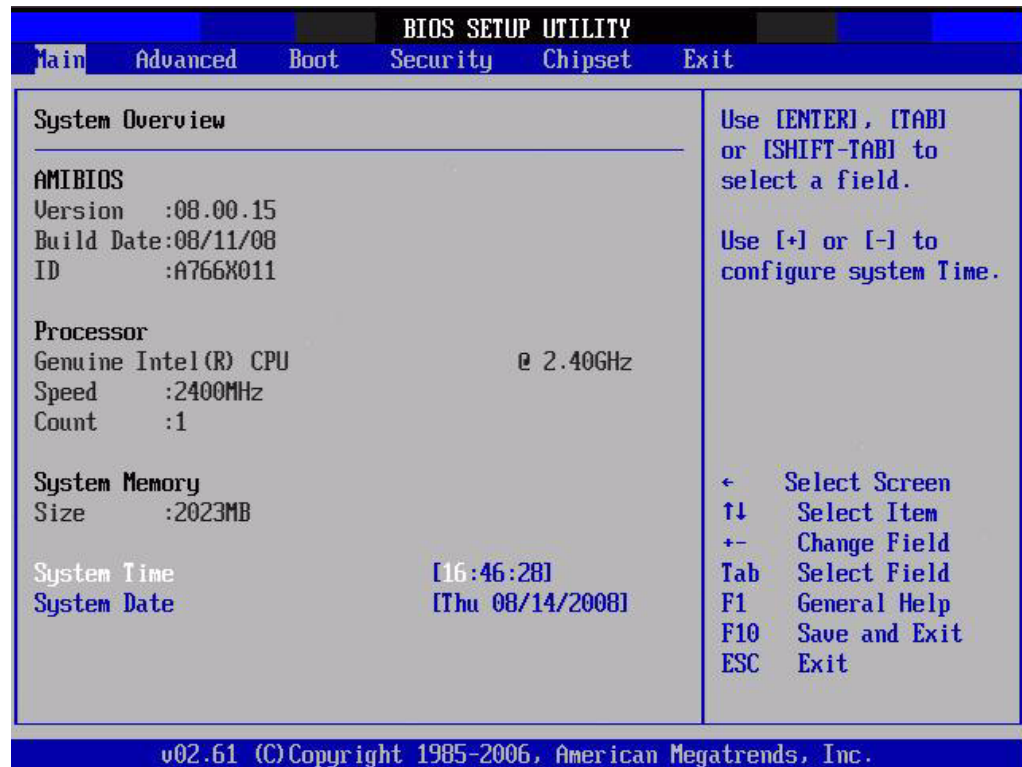 BIOS SETUP UTILITY
Main Advanced Boot Security Chipset Exit
System Overview
AMIBIOS
Version :08.00.15
Build Date:08/11/08
ID :A766X011
Processor
Genuine Intel(R) CPU @ 2.40GHz
Speed :2400MHz
Count :1
System Memory
Size :2023MB
System Time [16:46:28]
System Date [Thu 08/14/2008]
Use [ENTER], [TAB]
or [SHIFT-TAB] to
select a field.
Use [+] or [-] to
configure system Time.
← Select Screen
↑↓ Select Item
+- Change Field
Tab Select Field
F1 General Help
F10 Save and Exit
ESC Exit
v02.61 (C)Copyright 1985-2006, American Megatrends, Inc.